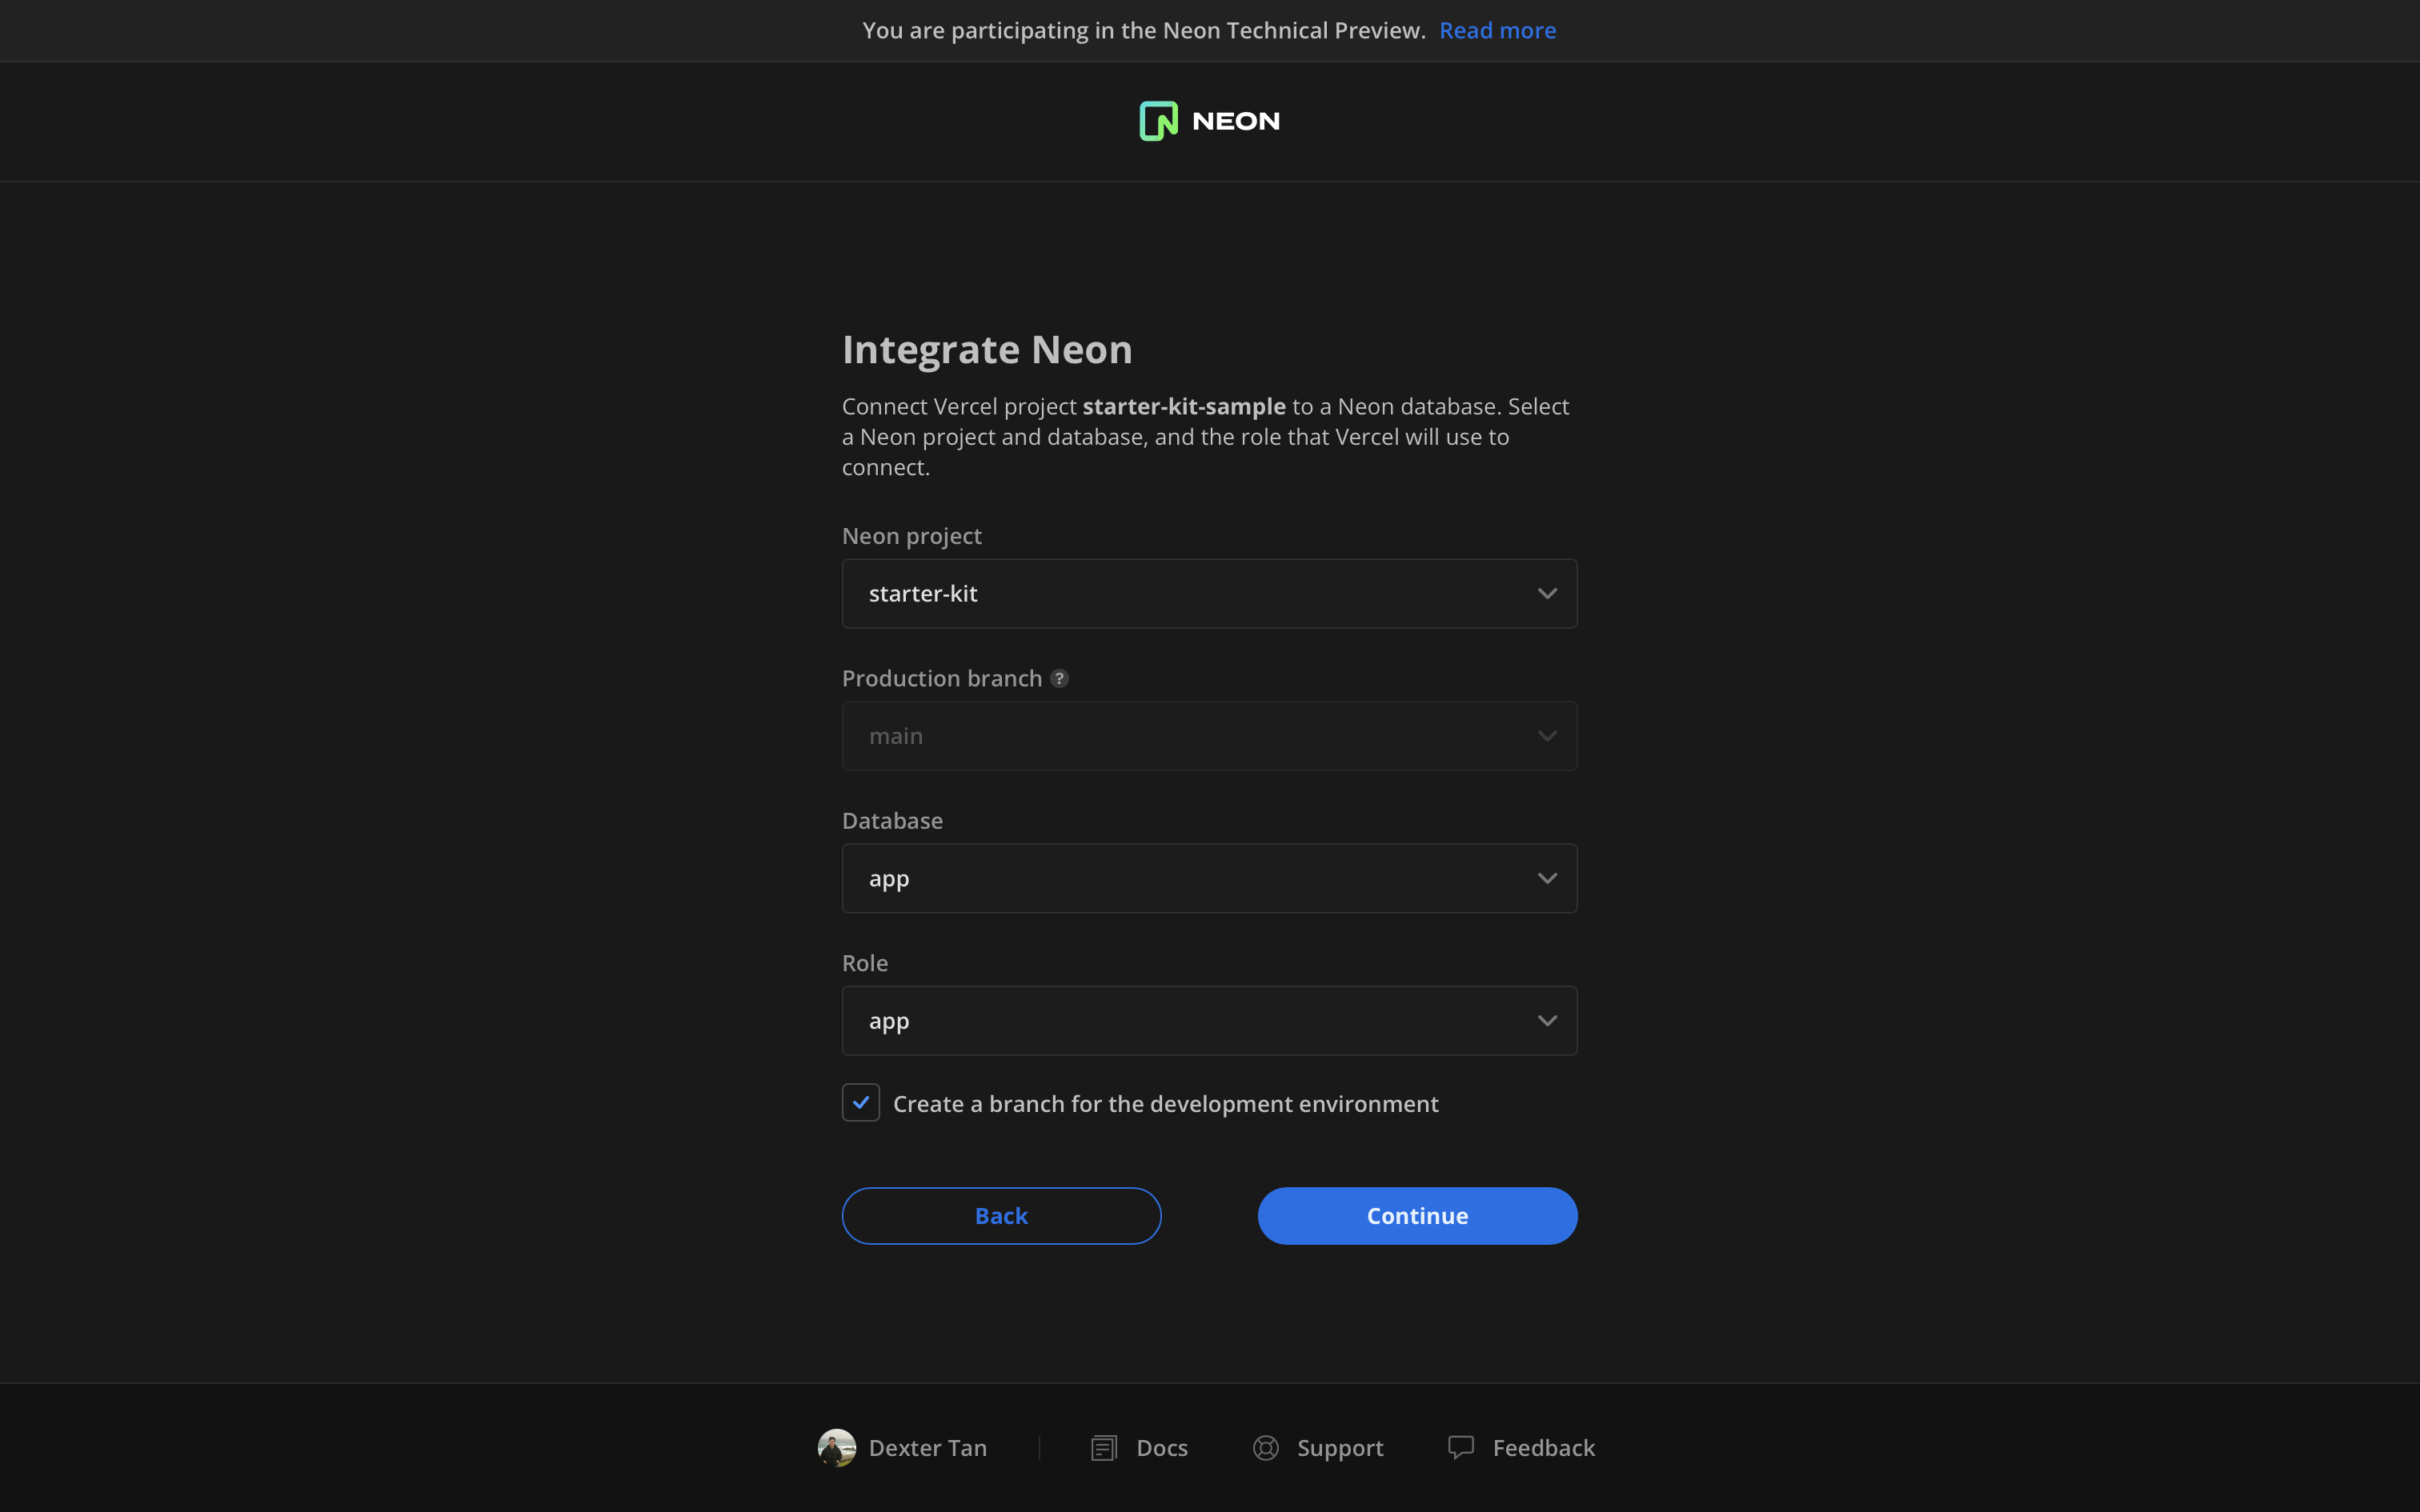 You are participating in the Neon Technical Preview. Read more
NEON
Integrate Neon
Connect Vercel project starter-kit-sample to a Neon database. Select
a Neon project and database, and the role that Vercel will use to
connect.
Neon project
starter-kit
Production branch ?
main
Database
app
Role
app
Create a branch for the development environment
Back Continue
Dexter Tan Docs Support Feedback